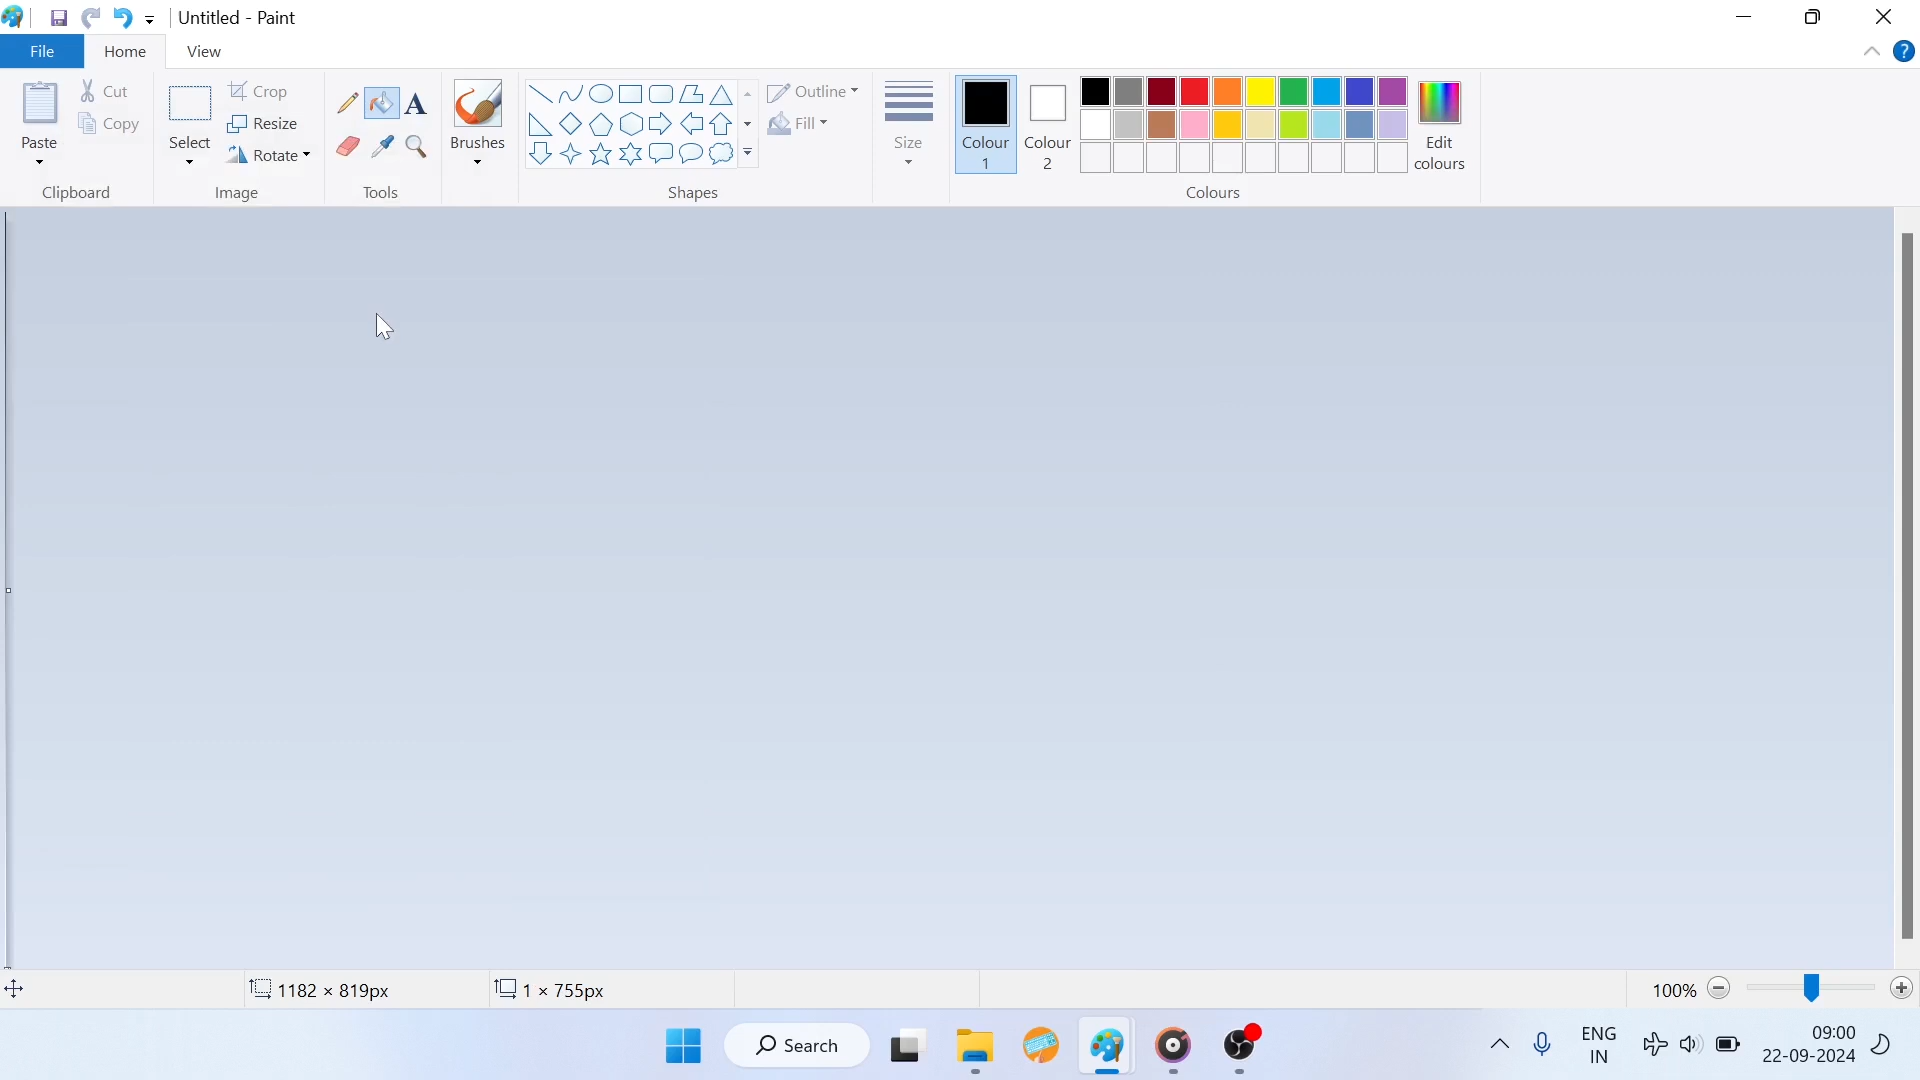 Untitled - Paint
File
Home
View
Paste
Cut
Copy
Clipboard
Select
Crop
Resize
Rotate
Image
A
Tools
Brushes
Shapes
Outline
Fill
Size
Colour 1
Colour 2
Colours
Edit colours
1182 × 819px
1 × 755px
100%
Search
ENG
IN
09:00
22-09-2024